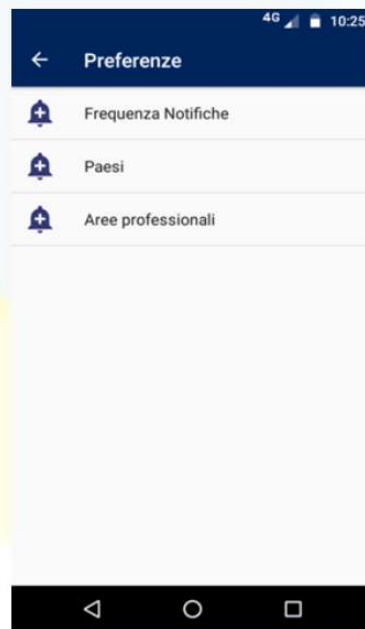 4G 10:25
Preferenze
Frequenza Notifiche
Paesi
Aree professionali